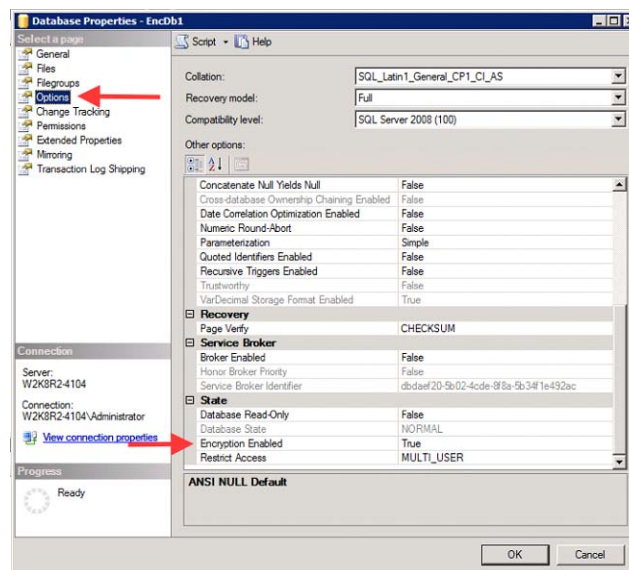 Database Properties - EncDb1
Select a page
General
Files
Filegroups
Options
Change Tracking
Permissions
Extended Properties
Mirroring
Transaction Log Shipping
Connection
Server:
W2K8R2-4104
Connection:
W2K8R2-4104\Administrator
View connection properties
Progress
Ready
Script Help
Collation: SQL_Latin1_General_CP1_CI_AS
Recovery model: Full
Compatibility level: SQL Server 2008 (100)
Other options:
Concatenate Null Yields Null False
Cross-database Ownership Chaining Enabled False
Date Correlation Optimization Enabled False
Numeric Round-Abort False
Parameterization Simple
Quoted Identifiers Enabled False
Recursive Triggers Enabled False
Trustworthy False
VarDecimal Storage Format Enabled True
Recovery
Page Verify CHECKSUM
Service Broker
Broker Enabled False
Honor Broker Priority False
Service Broker Identifier dbdaef20-5b02-4cde-8f8a-5b34f1e492ac
State
Database Read-Only False
Database State NORMAL
Encryption Enabled True
Restrict Access MULTI_USER
ANSI NULL Default
OK Cancel